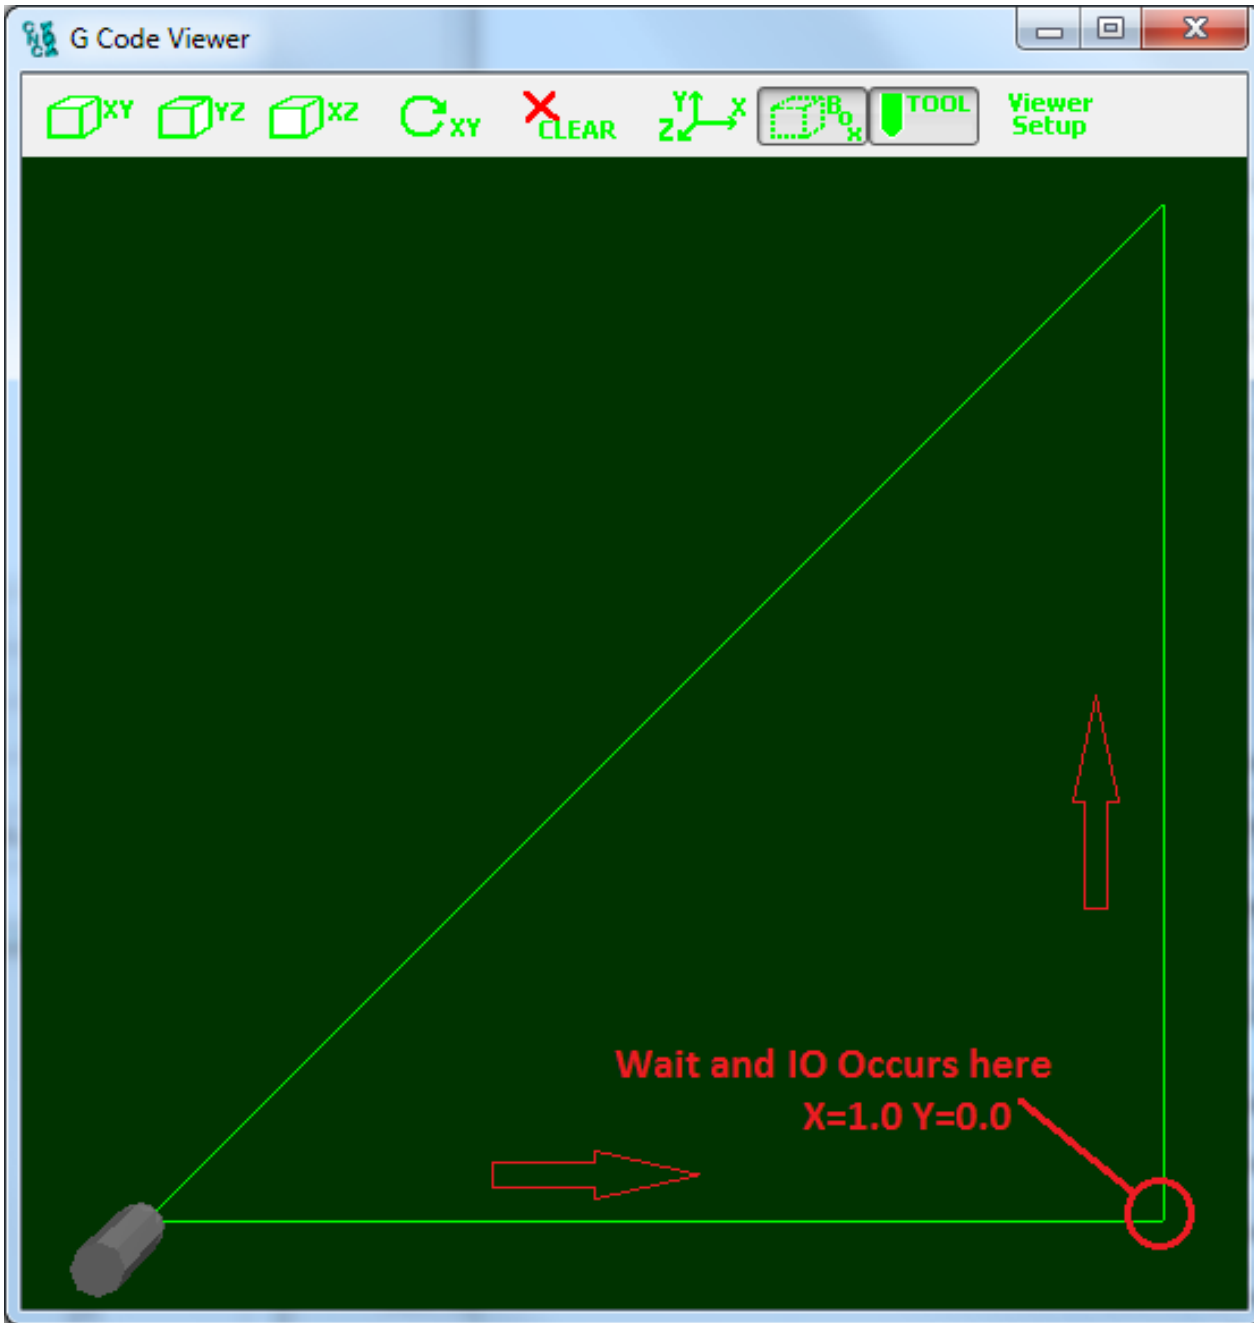 G Code Viewer
XY YZ XZ XY CLEAR Y X Z Box TOOL Viewer Setup
Wait and IO Occurs here
X=1.0 Y=0.0